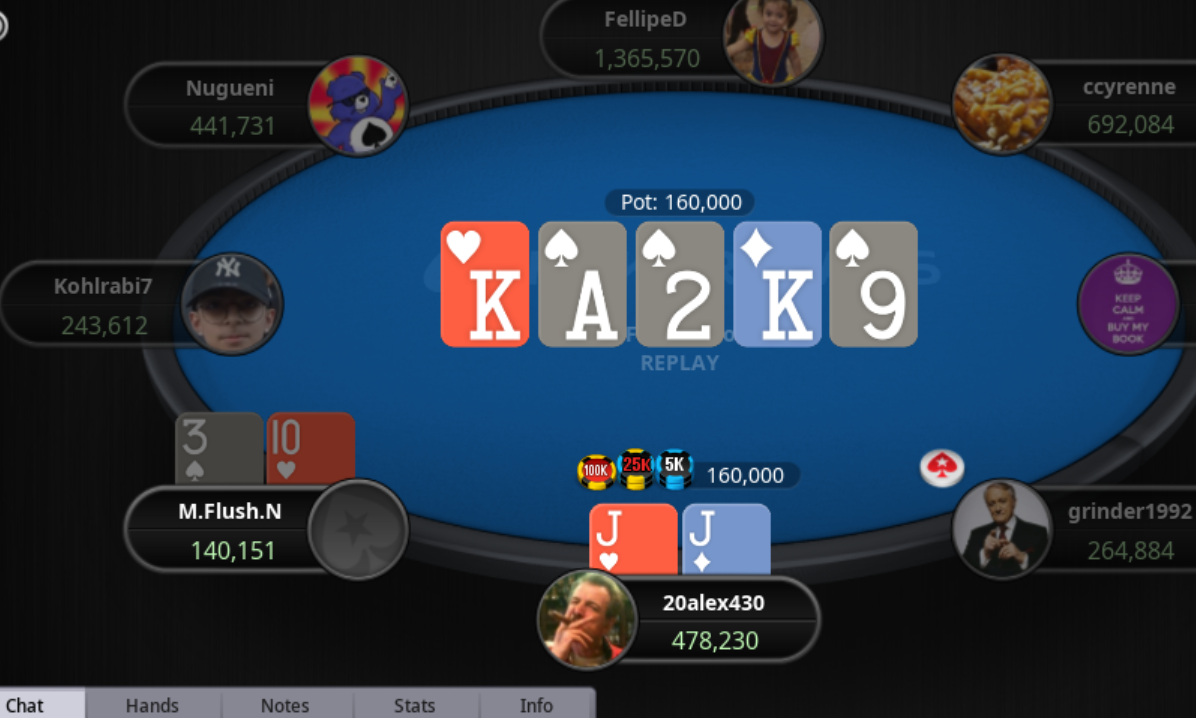 FellipeD
1,365,570
Nugueni
441,731
ccyrenne
692,084
Pot: 160,000
K A 2 K 9
REPLAY
Kohlrabi7
243,612
KEEP
CALM
AND
BUY MY
BOOK
3 10
M.Flush.N
140,151
100K 25K 5K 160,000
J J
grinder1992
264,884
20alex430
478,230
Chat Hands Notes Stats Info